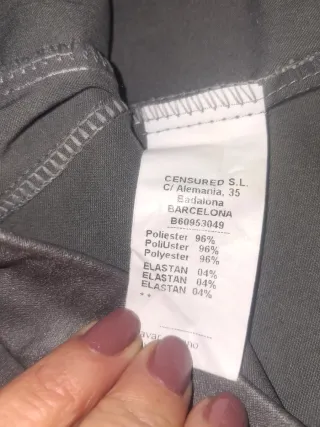 CENSURED S.L.
C/ Alemania, 35
Badalona
BARCELONA
B60953049
Poliester 96%
PoliUster 96%
Polyester 96%
ELASTAN 04%
ELASTAN 04%
ELASTAN 04%
**